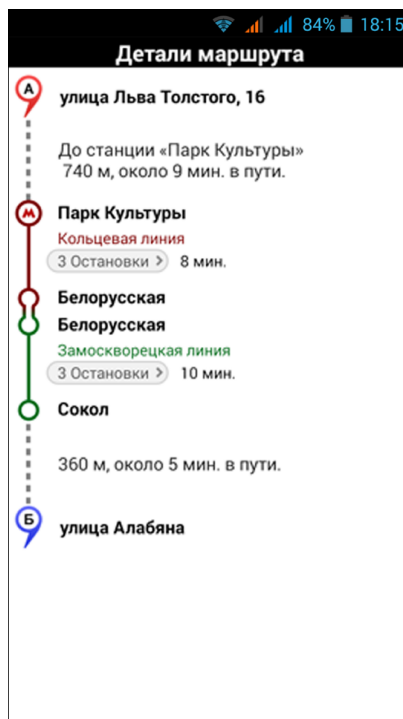 84% 18:15
Детали маршрута
А
улица Льва Толстого, 16
До станции «Парк Культуры»
740 м, около 9 мин. в пути.
М
Парк Культуры
Кольцевая линия
3 Остановки > 8 мин.
Белорусская
Белорусская
Замоскворецкая линия
3 Остановки > 10 мин.
Сокол
360 м, около 5 мин. в пути.
Б
улица Алабяна